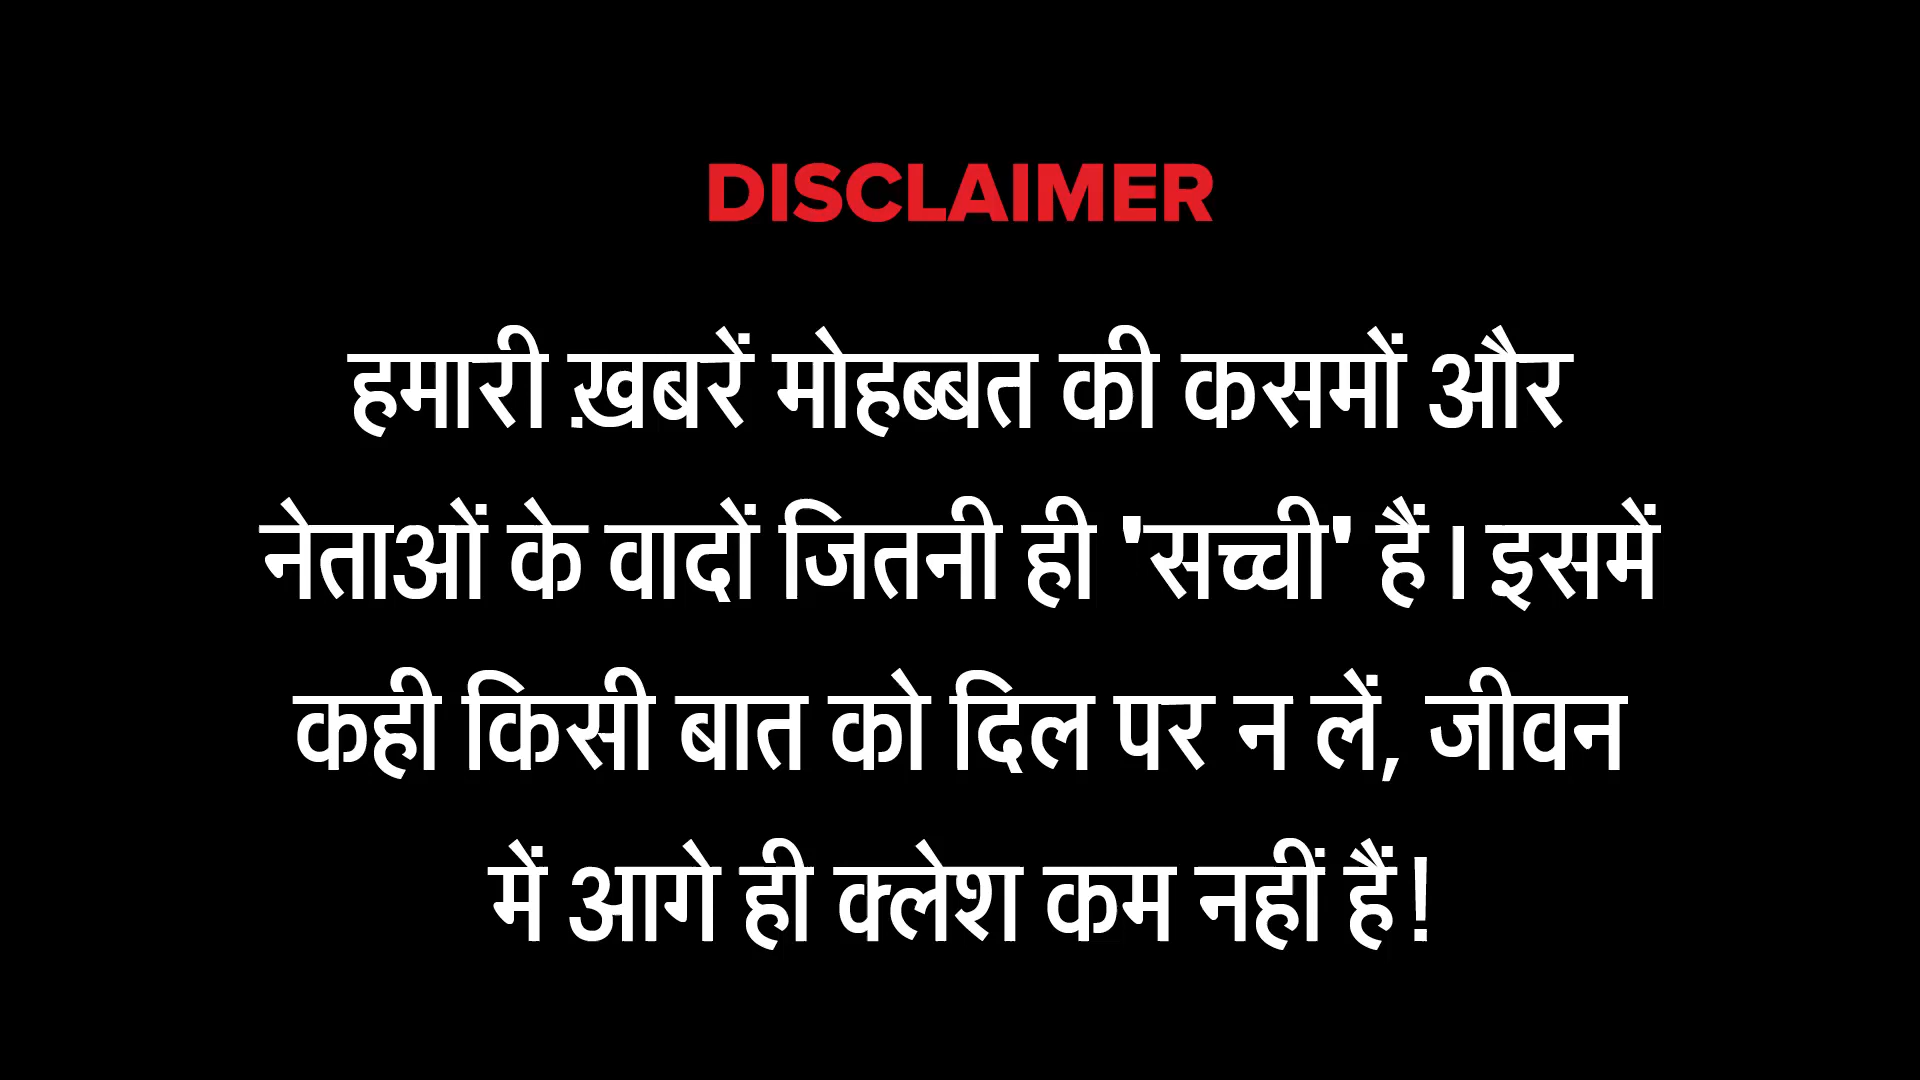 DISCLAIMER
हमारी ख़बरें मोहब्बत की कसमों और
नेताओं के वादों जितनी ही 'सच्ची' हैं। इसमें
कही किसी बात को दिल पर न लें, जीवन
में आगे ही क्लेश कम नहीं हैं!